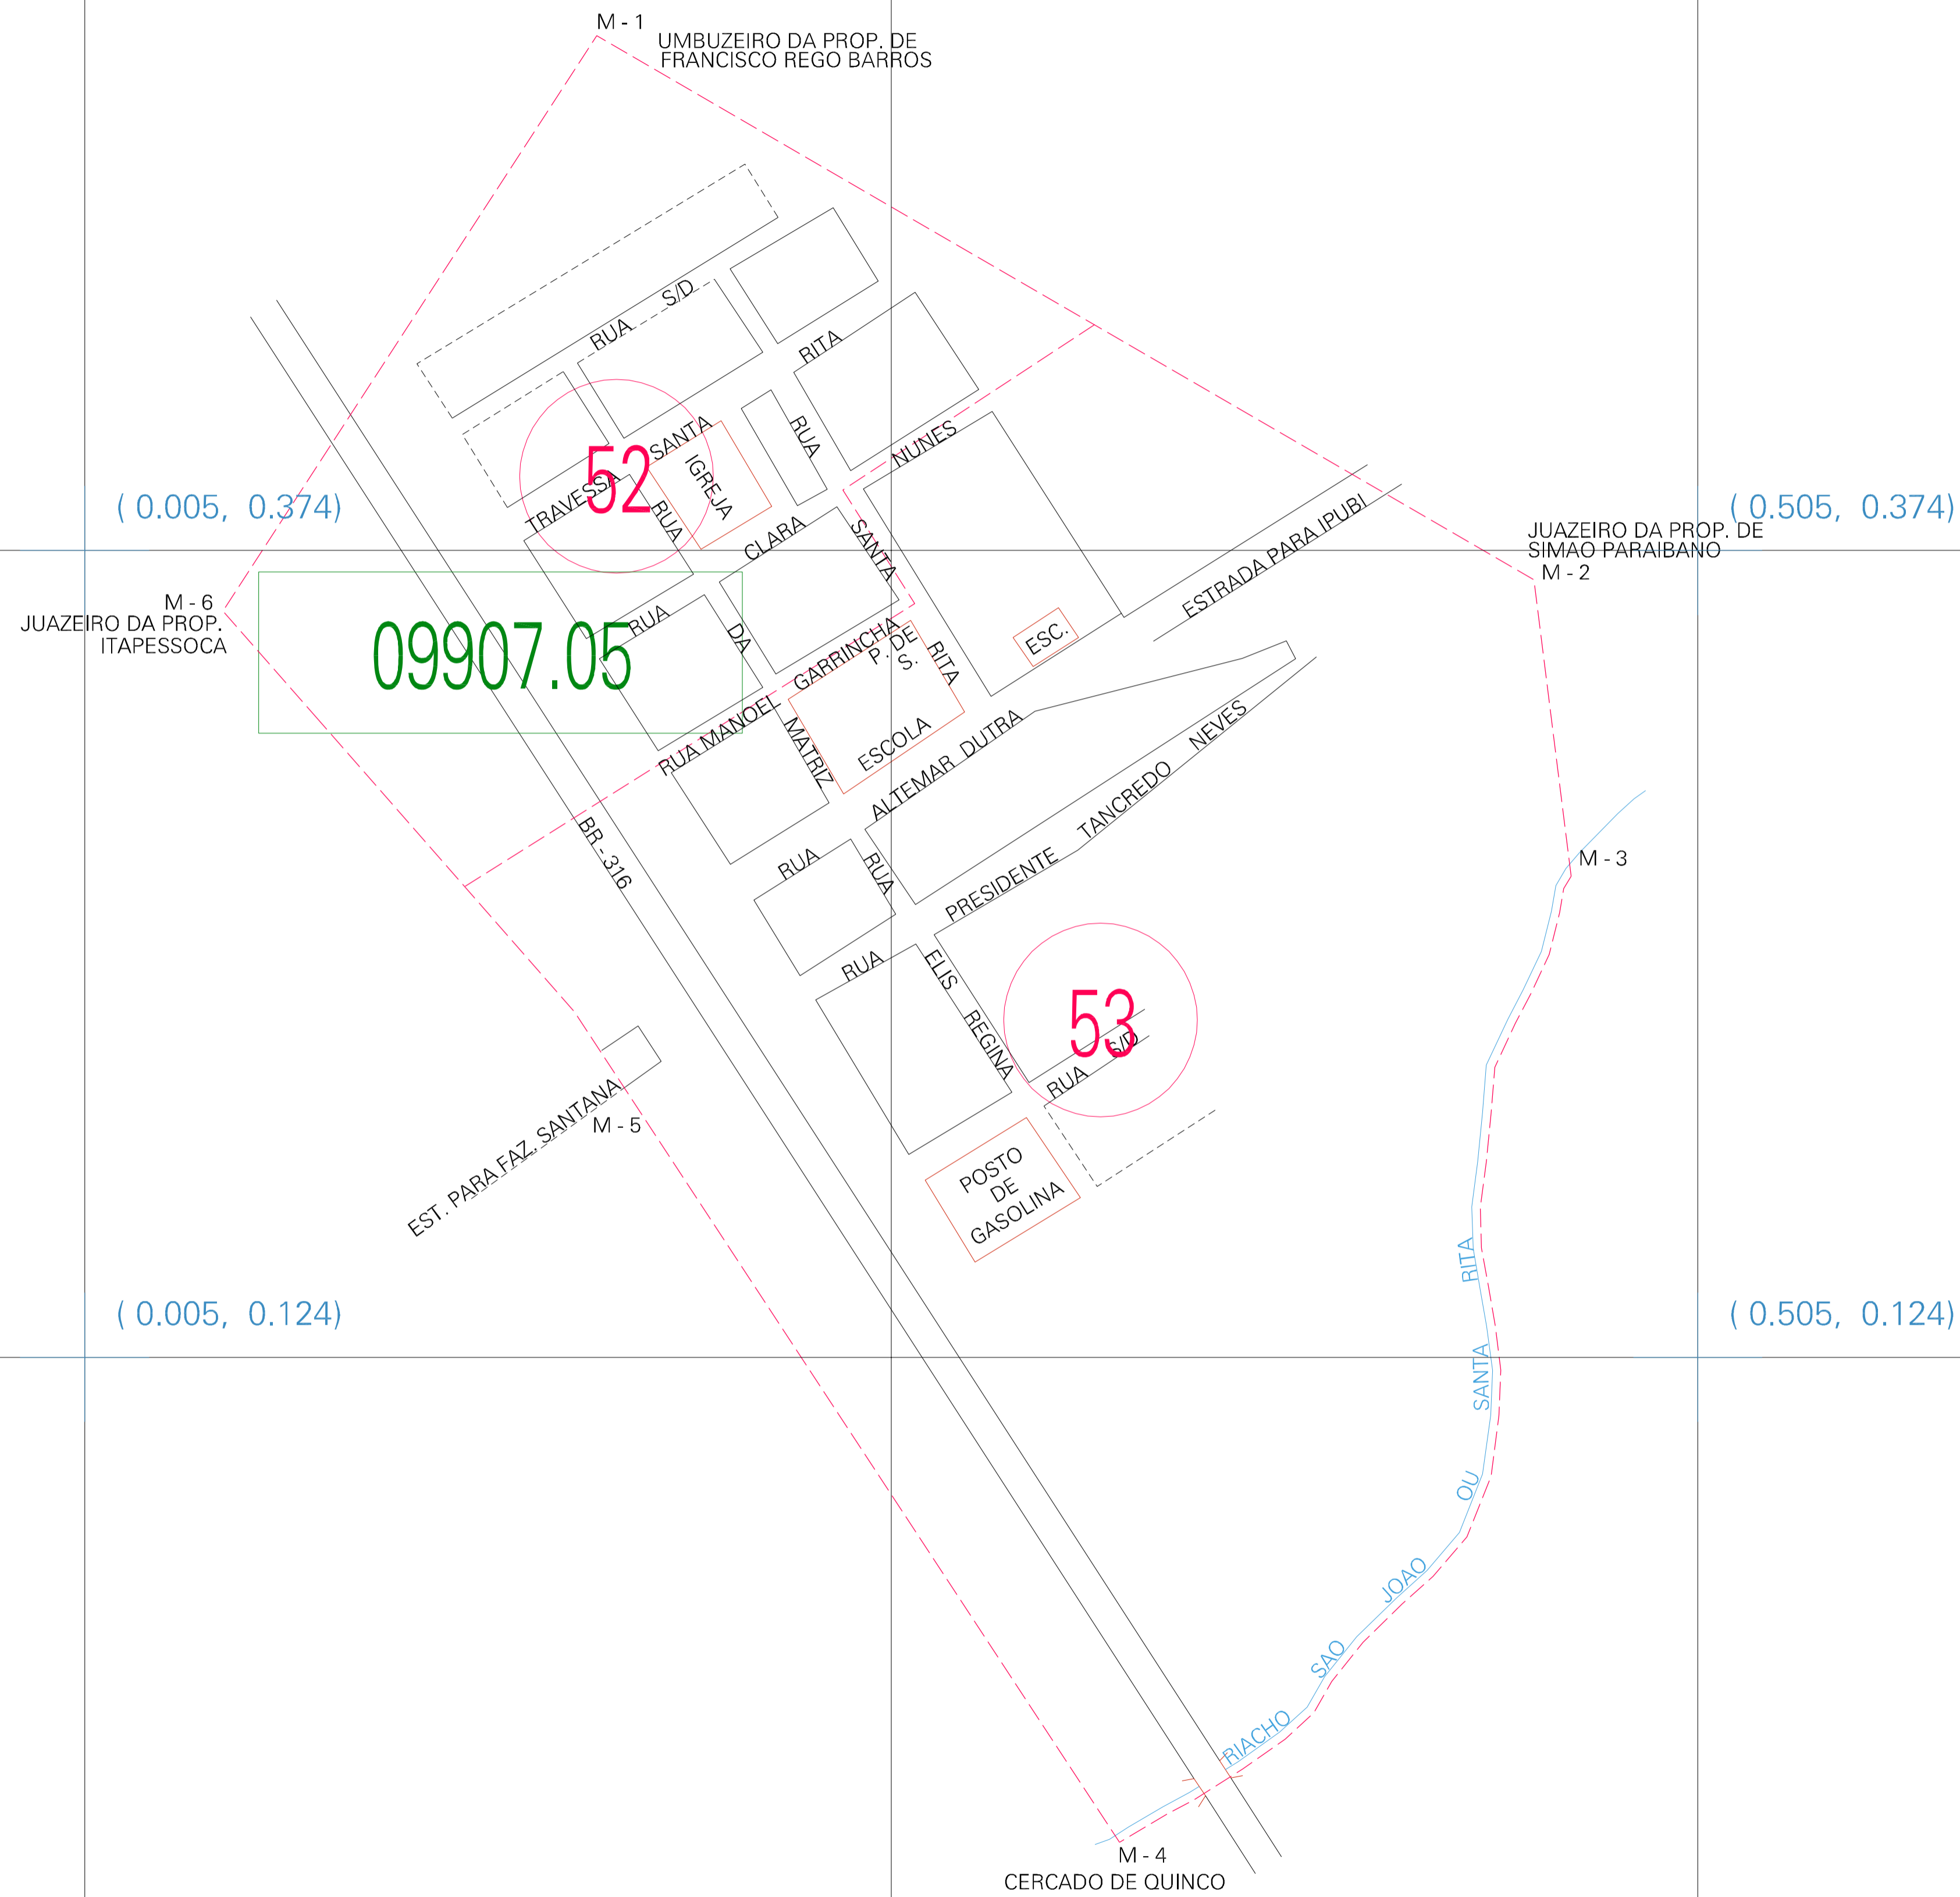 M - 1
UMBUZEIRO DA PROP. DE
FRANCISCO REGO BARROS
RUA S/D
RITA
RUA
SANTA
NUNES
TRAVESSA
52
IGREJA
RUA
CLARA
SANTA
( 0.005, 0.374)
( 0.505, 0.374)
JUAZEIRO DA PROP. DE
SIMAO PARAIBANO
M - 2
ESTRADA PARA IPUBI
M - 6
JUAZEIRO DA PROP.
ITAPESSOCA
09907.05
RUA
DA
GARRINCHA
P. DE
S.
RITA
ESC.
RUA MANOEL
MATRIZ
ESCOLA
ALTEMAR DUTRA
NEVES
TANCREDO
PRESIDENTE
BR - 316
RUA
RUA
M - 3
RUA
ELIS
REGINA
53
RUA S/D
EST. PARA FAZ. SANTANA
M - 5
POSTO
DE
GASOLINA
RITA
( 0.005, 0.124)
( 0.505, 0.124)
SANTA
OU
JOAO
SAO
RIACHO
M - 4
CERCADO DE QUINCO